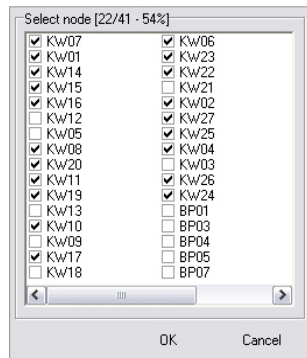 Select node [22/41 - 54%]
KW07
KW01
KW14
KW15
KW16
KW12
KW05
KW08
KW20
KW11
KW19
KW13
KW10
KW09
KW17
KW18
KW06
KW23
KW22
KW21
KW02
KW27
KW25
KW04
KW03
KW26
KW24
BP01
BP03
BP04
BP05
BP07
OK Cancel